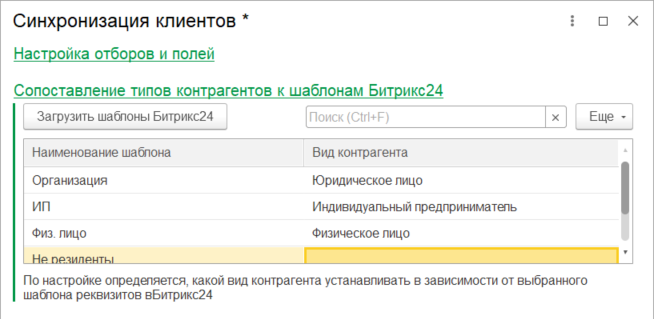 Синхронизация клиентов *
Настройка отборов и полей
Сопоставление типов контрагентов к шаблонам Битрикс24
Загрузить шаблоны Битрикс24 Поиск (Ctrl+F) × Еще
Наименование шаблона Вид контрагента
Организация Юридическое лицо
ИП Индивидуальный предприниматель
Физ. лицо Физическое лицо
Не резиденты
По настройке определяется, какой вид контрагента устанавливать в зависимости от выбранного
шаблона реквизитов вБитрикс24